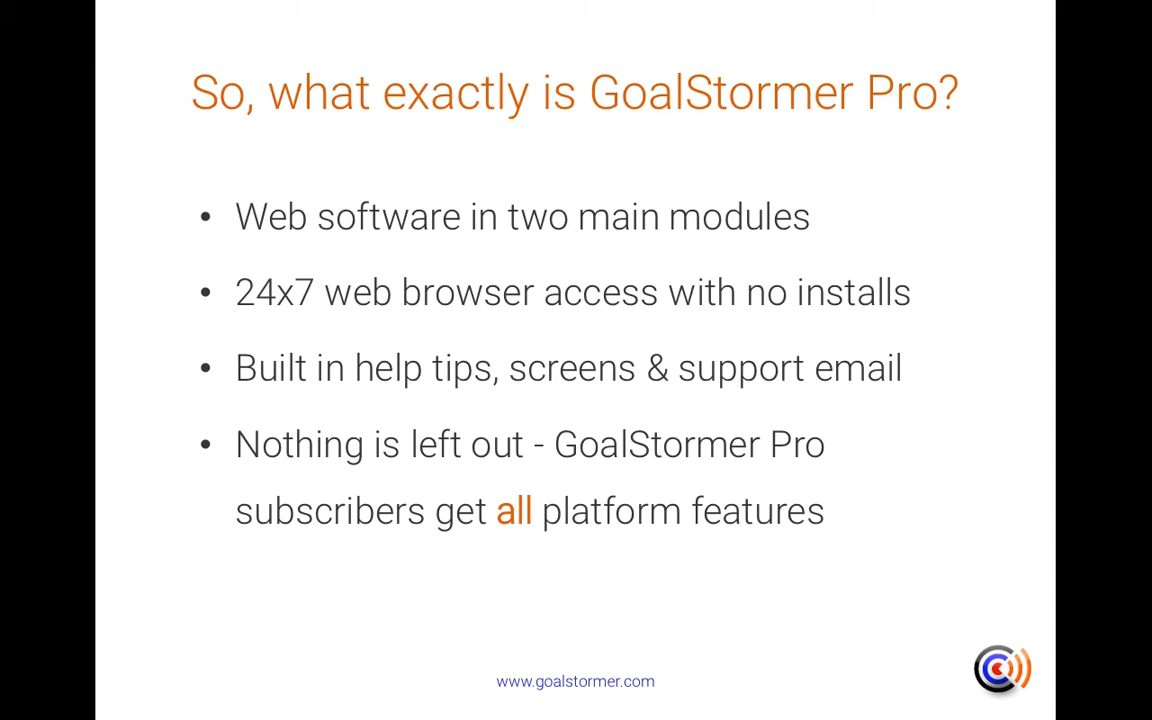 So, what exactly is GoalStormer Pro?
• Web software in two main modules
• 24x7 web browser access with no installs
• Built in help tips, screens & support email
• Nothing is left out - GoalStormer Pro
subscribers get all platform features
www.goalstormer.com